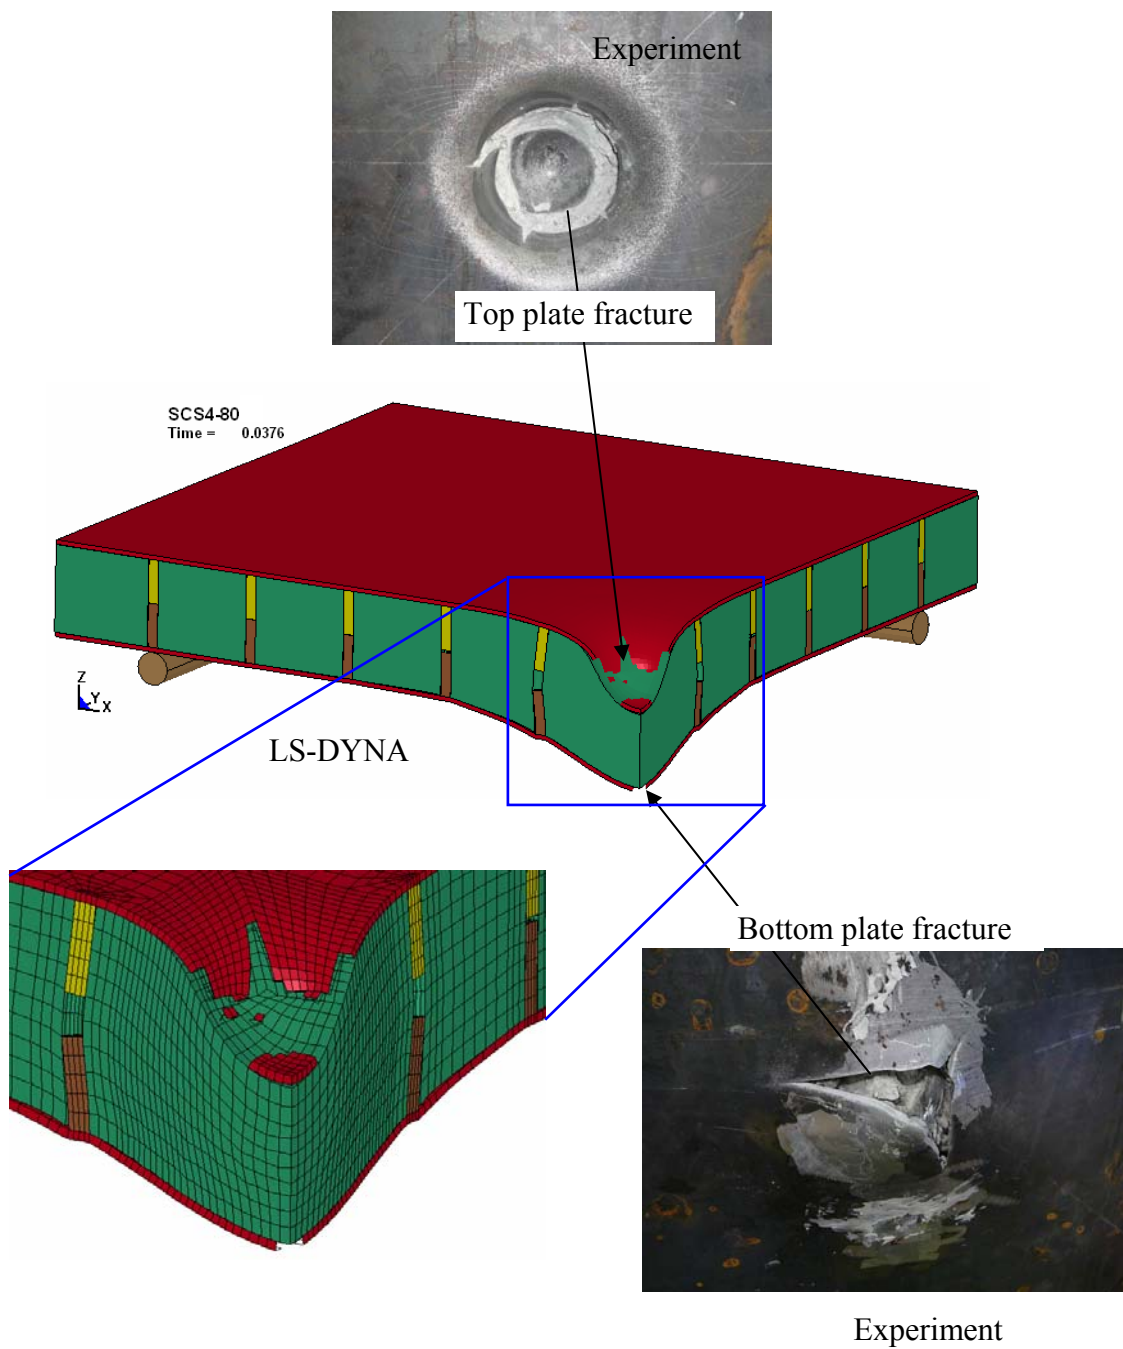 Experiment
Top plate fracture
SCS4-80
Time = 0.0376
Z
Y
X
LS-DYNA
Bottom plate fracture
Experiment